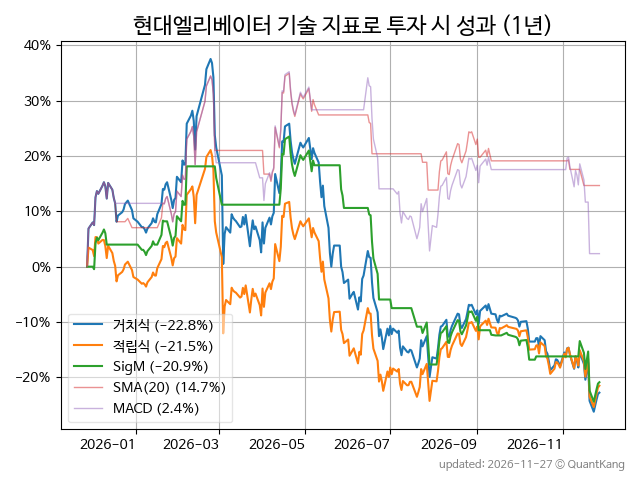 현대엘리베이터 기술 지표로 투자 시 성과 (1년)
40%
30%
20%
10%
0%
−10%
−20%
거치식 (−22.8%)
적립식 (−21.5%)
SigM (−20.9%)
SMA(20) (14.7%)
MACD (2.4%)
2026-01 2026-03 2026-05 2026-07 2026-09 2026-11
updated: 2026-11-27 © QuantKang